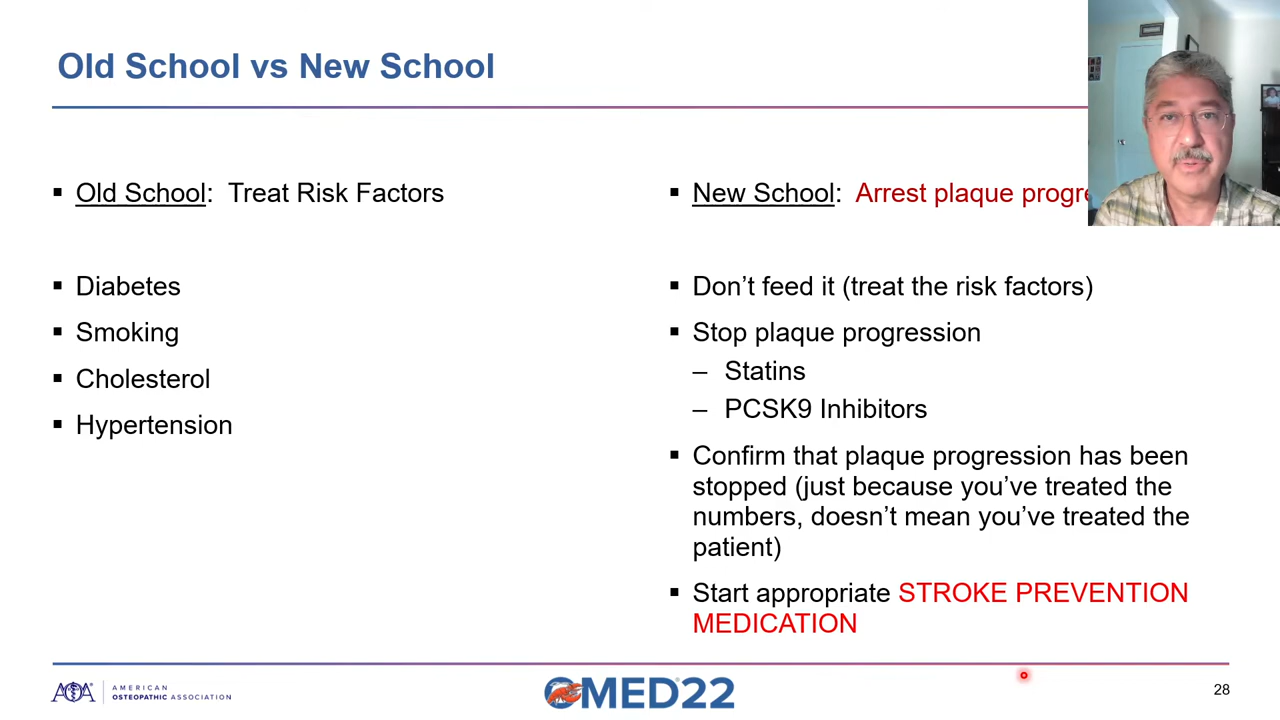 Old School vs New School
▪ Old School: Treat Risk Factors
▪ Diabetes
▪ Smoking
▪ Cholesterol
▪ Hypertension
▪ New School: Arrest plaque
▪ Don’t feed it (treat the risk factors)
▪ Stop plaque progression
– Statins
– PCSK9 Inhibitors
▪ Confirm that plaque progression has been
stopped (just because you’ve treated the
numbers, doesn’t mean you’ve treated the
patient)
▪ Start appropriate STROKE PREVENTION
MEDICATION
AOA
AMERICAN
OSTEOPATHIC ASSOCIATION
OMED22
28